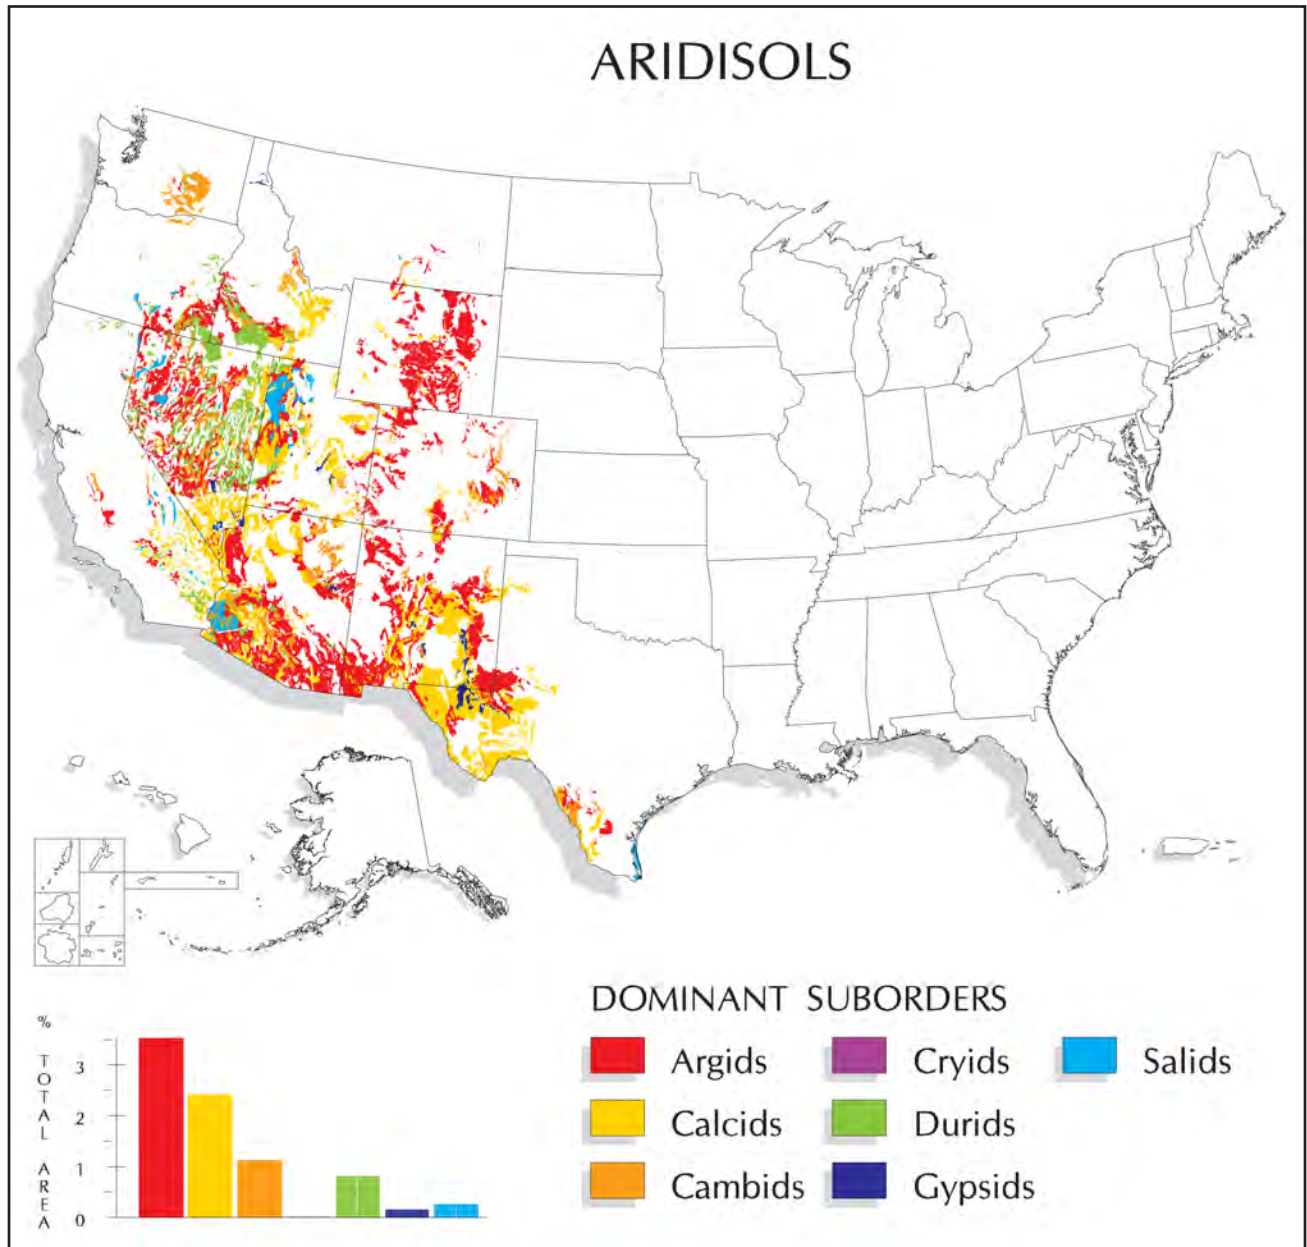 ARIDISOLS
%
TOTAL AREA
3
2
1
0
DOMINANT SUBORDERS
Argids
Cryids
Salids
Calcids
Durids
Cambids
Gypsids